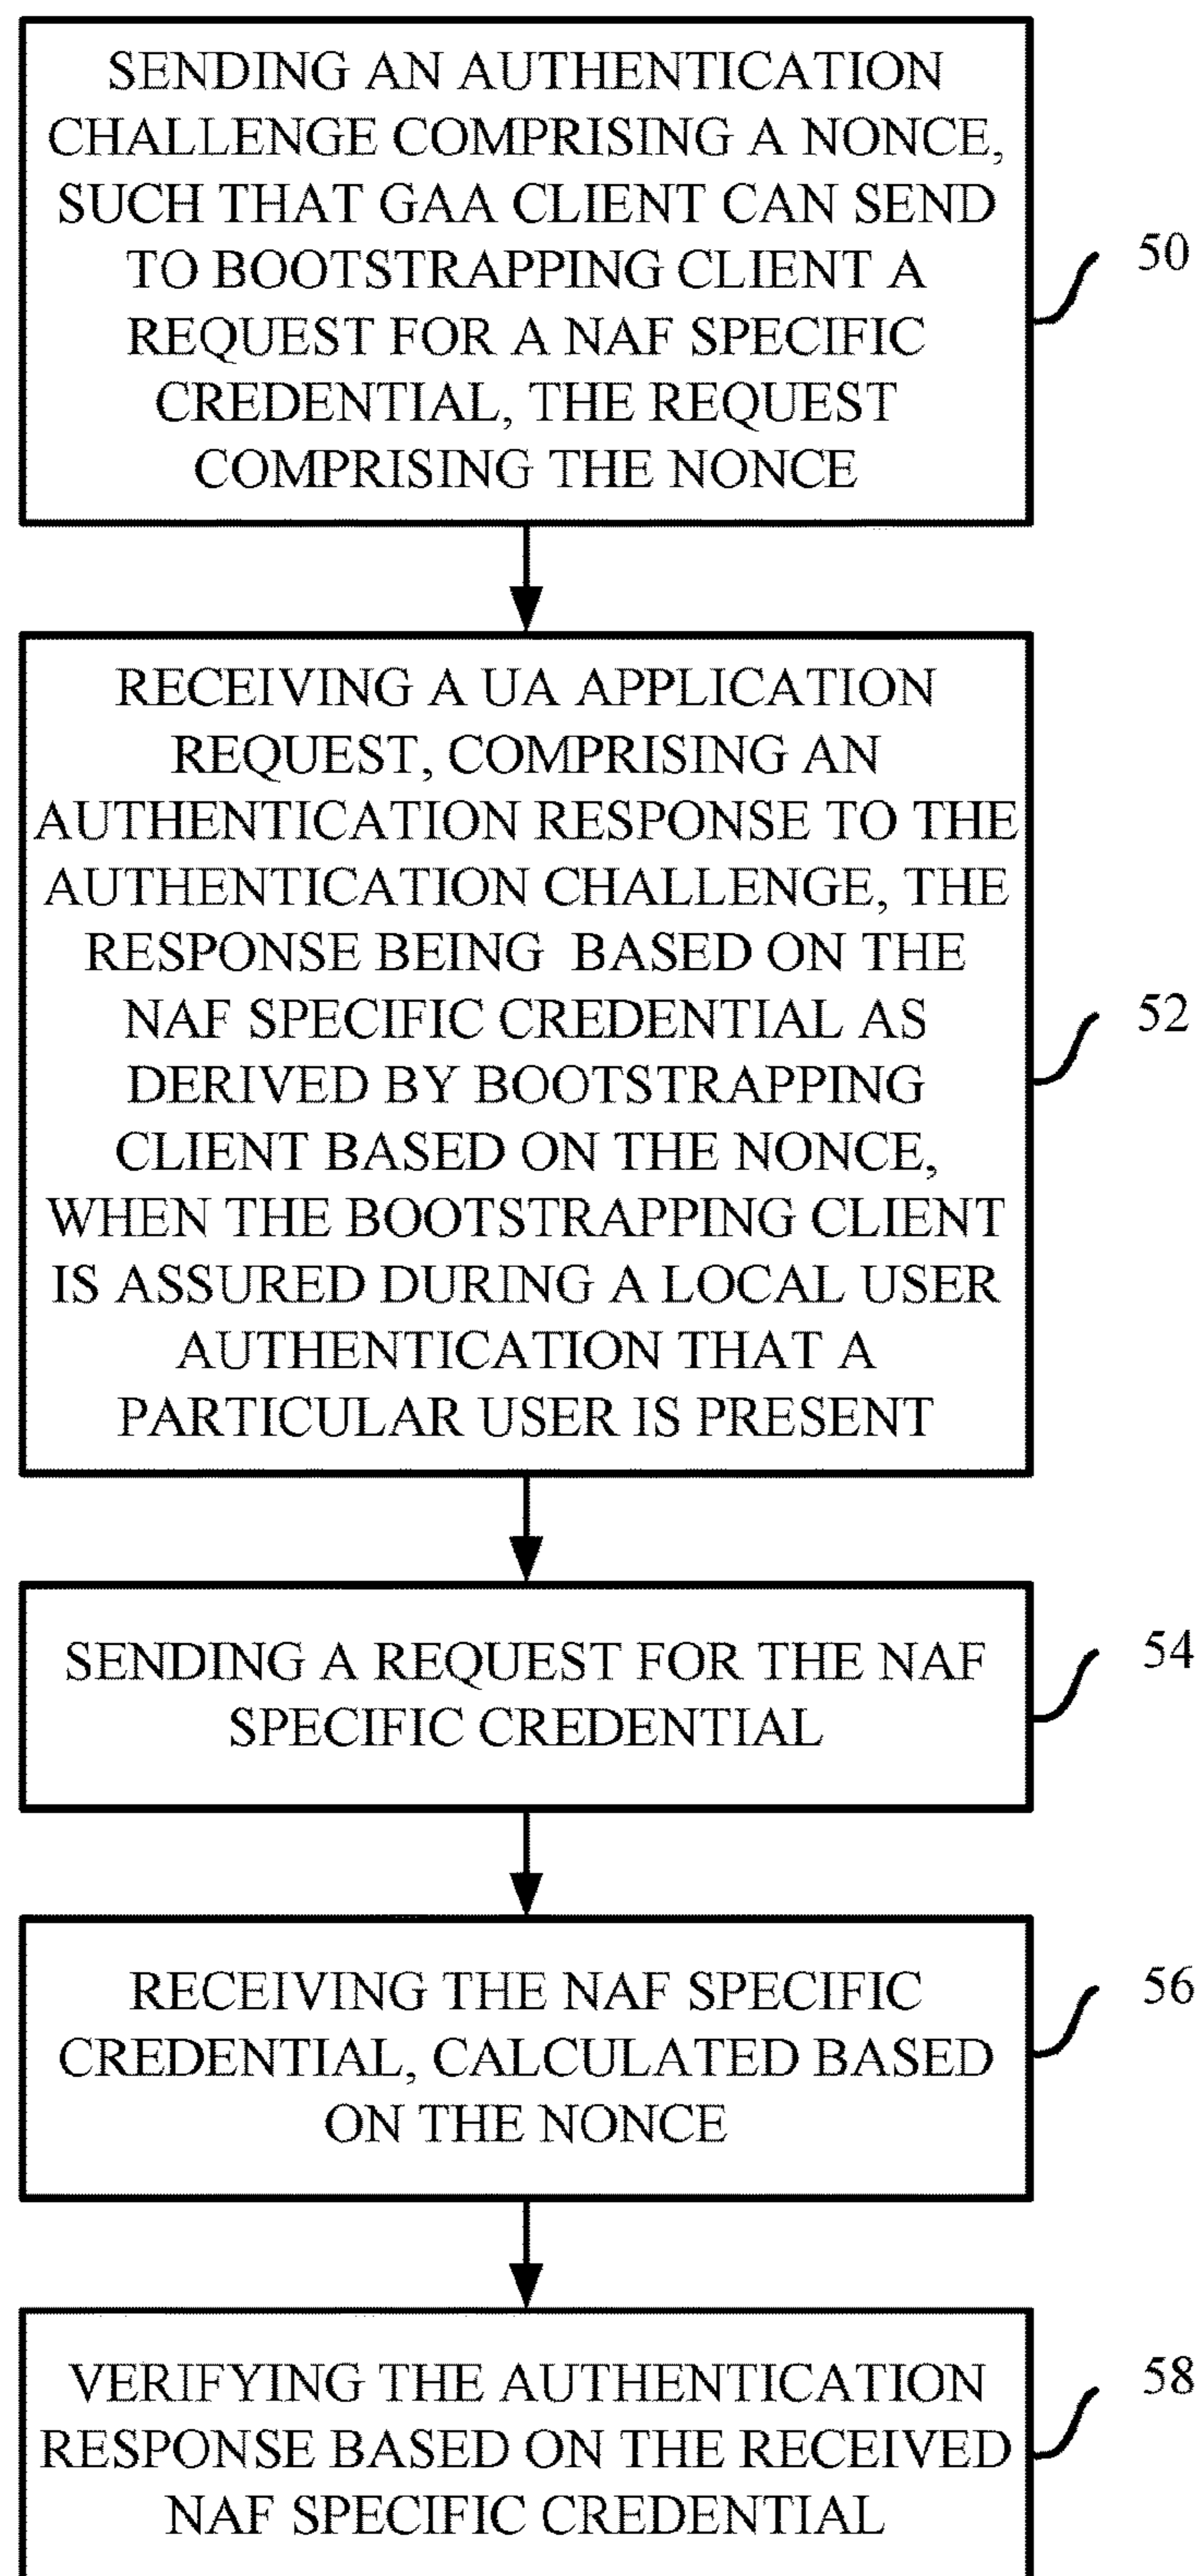 SENDING AN AUTHENTICATION
CHALLENGE COMPRISING A NONCE,
SUCH THAT GAA CLIENT CAN SEND
TO BOOTSTRAPPING CLIENT A
REQUEST FOR A NAF SPECIFIC
CREDENTIAL, THE REQUEST
COMPRISING THE NONCE
50
RECEIVING A UA APPLICATION
REQUEST, COMPRISING AN
AUTHENTICATION RESPONSE TO THE
AUTHENTICATION CHALLENGE, THE
RESPONSE BEING BASED ON THE
NAF SPECIFIC CREDENTIAL AS
DERIVED BY BOOTSTRAPPING
CLIENT BASED ON THE NONCE,
WHEN THE BOOTSTRAPPING CLIENT
IS ASSURED DURING A LOCAL USER
AUTHENTICATION THAT A
PARTICULAR USER IS PRESENT
52
SENDING A REQUEST FOR THE NAF
SPECIFIC CREDENTIAL
54
RECEIVING THE NAF SPECIFIC
CREDENTIAL, CALCULATED BASED
ON THE NONCE
56
VERIFYING THE AUTHENTICATION
RESPONSE BASED ON THE RECEIVED
NAF SPECIFIC CREDENTIAL
58